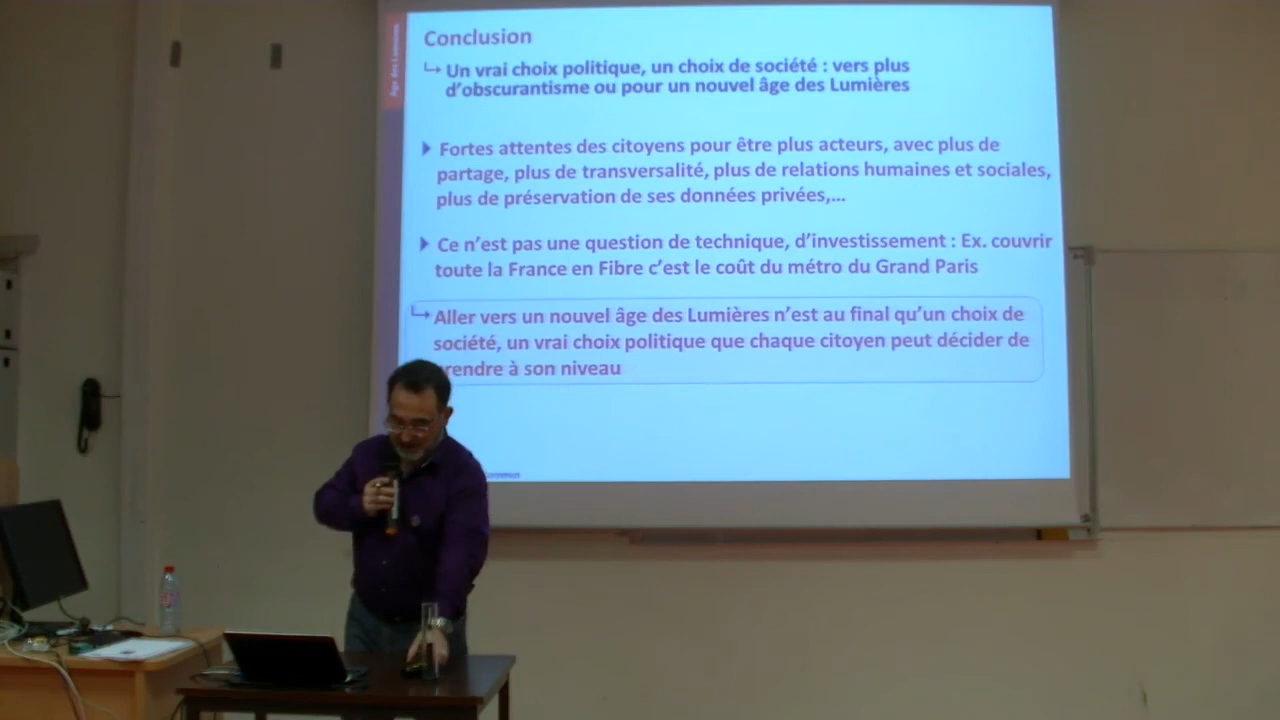 Conclusion
Un vrai choix politique, un choix de société : vers plus
d'obscurantisme ou pour un nouvel âge des Lumières
Fortes attentes des citoyens pour être plus acteurs, avec plus de
partage, plus de transversalité, plus de relations humaines et sociales,
plus de préservation de ses données privées,...
Ce n'est pas une question de technique, d'investissement : Ex. couvrir
toute la France en Fibre c'est le coût du métro du Grand Paris
Aller vers un nouvel âge des Lumières n'est au final qu'un choix de
société, un vrai choix politique que chaque citoyen peut décider de
rendre à son niveau